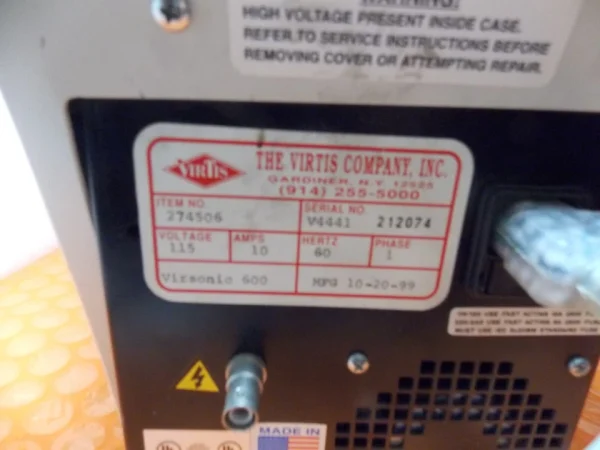 WARNING:
HIGH VOLTAGE PRESENT INSIDE CASE.
REFER TO SERVICE INSTRUCTIONS BEFORE
REMOVING COVER OR ATTEMPTING REPAIR.
VIRTIS
THE VIRTIS COMPANY, INC.
GARDINER, N.Y. 12525
(914) 255-5000
ITEM NO
274506
SERIAL NO
V4441 212074
VOLTAGE
115
AMPS
10
HERTZ
60
PHASE
1
Virsonic 600
MFG 10-20-99
MADE IN